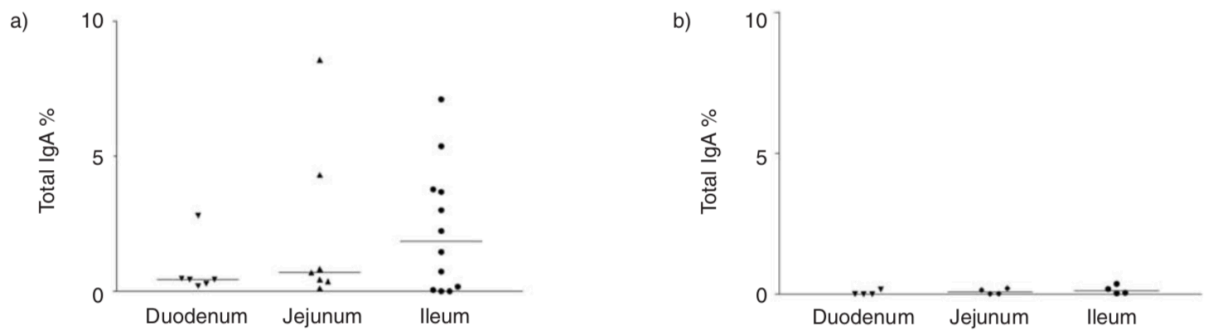 a)
10
5
0
Total IgA %
Duodenum
Jejunum
Ileum
b)
10
5
0
Total IgA %
Duodenum
Jejunum
Ileum